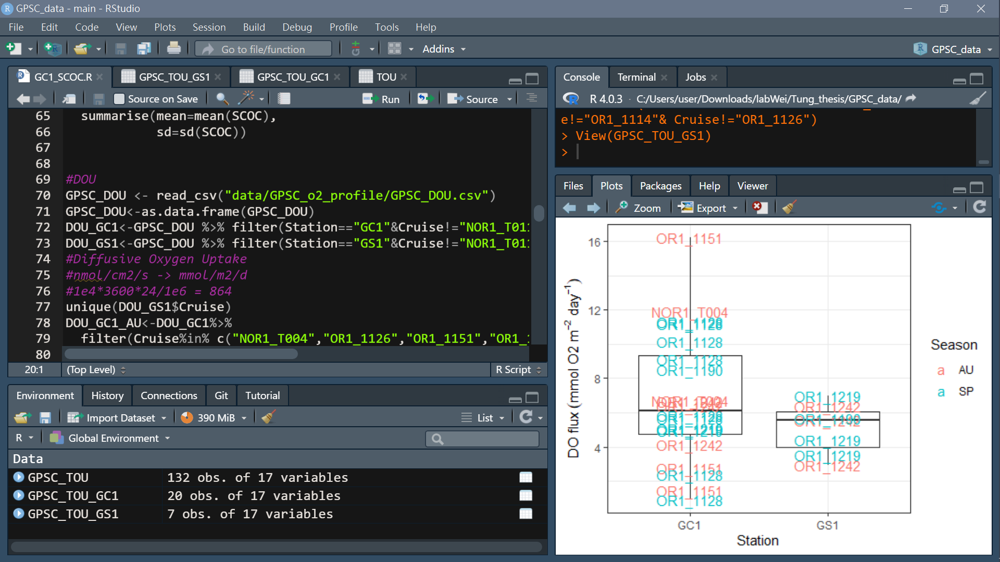 GPSC_data - main - RStudio
File Edit Code View Plots Session Build Debug Profile Tools Help
Go to file/function
Addins
GPSC_data
GC1_SCOC.R
GPSC_TOU_GS1
GPSC_TOU_GC1
TOU
Source on Save
Run
Source
65 summarise(mean=mean(SCOC),
66 sd=sd(SCOC))
67
68
69 #DOU
70 GPSC_DOU <- read_csv("data/GPSC_o2_profile/GPSC_DOU.csv")
71 GPSC_DOU<-as.data.frame(GPSC_DOU)
72 DOU_GC1<-GPSC_DOU %>% filter(Station=="GC1"&Cruise!="NOR1_T01
73 DOU_GS1<-GPSC_DOU %>% filter(Station=="GS1"&Cruise!="NOR1_T01
74 #Diffusive Oxygen Uptake
75 #nmol/cm2/s -> mmol/m2/d
76 #1e4*3600*24/1e6 = 864
77 unique(DOU_GS1$Cruise)
78 DOU_GC1_AU<-DOU_GC1%>%
79 filter(Cruise%in% c("NOR1_T004","OR1_1126","OR1_1151","OR1_
80
20:1
(Top Level)
R Script
Environment
History
Connections
Git
Tutorial
Import Dataset
390 MiB
List
R
Global Environment
Data
GPSC_TOU 132 obs. of 17 variables
GPSC_TOU_GC1 20 obs. of 17 variables
GPSC_TOU_GS1 7 obs. of 17 variables
Console
Terminal
Jobs
R 4.0.3 · C:/Users/user/Downloads/labWei/Tung_thesis/GPSC_data/
e!="OR1_1114"& Cruise!="OR1_1126")
> View(GPSC_TOU_GS1)
>
Files
Plots
Packages
Help
Viewer
Zoom
Export
16
12
8
4
DO flux (mmol O2 m⁻² day⁻¹)
OR1_1151
NOR1_T004
OR1_1128
OR1_1128
OR1_1128
OR1_1190
OR1_1242
OR1_1151
OR1_1128
OR1_1151
OR1_1128
OR1_1219
OR1_1242
OR1_1219
OR1_1219
OR1_1242
GC1
GS1
Station
Season
a AU
a SP